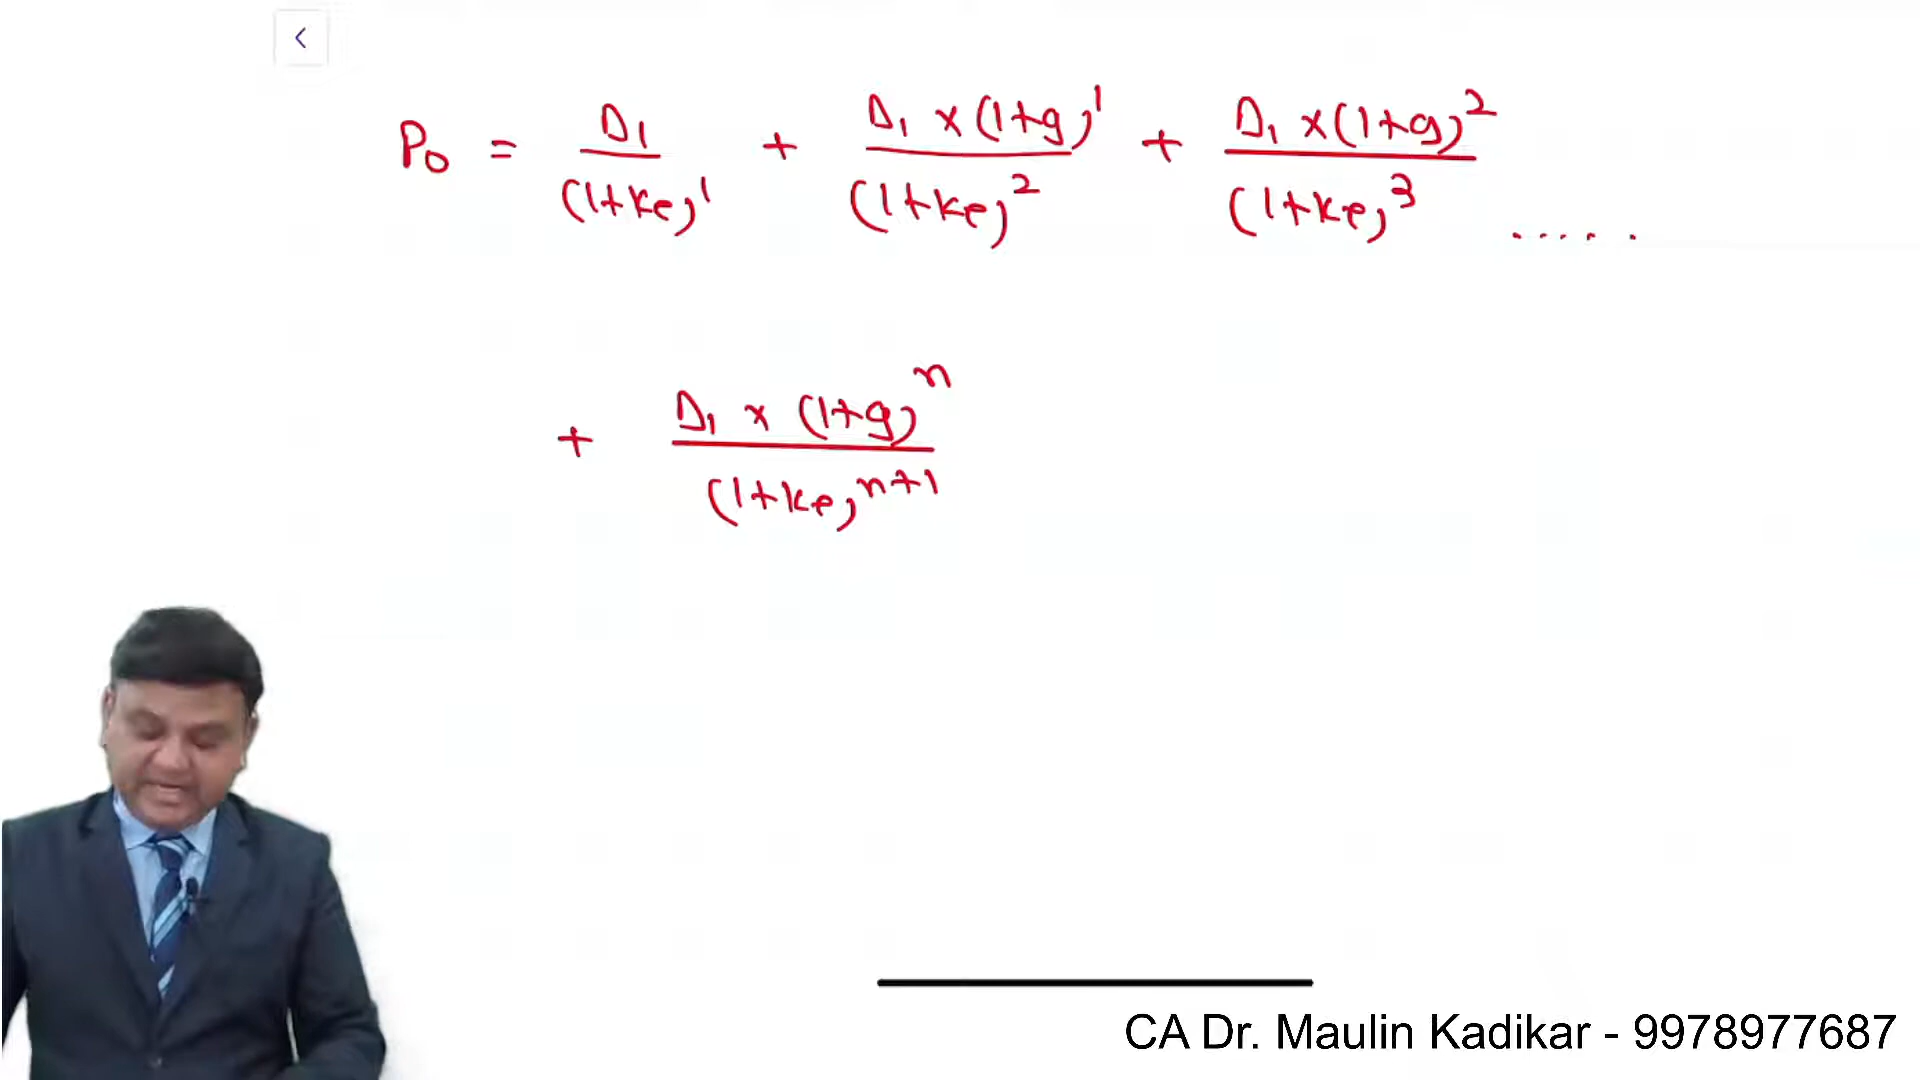 P₀ = D₁/(1+ke)¹ + D₁ × (1+g)¹/(1+ke)² + D₁ × (1+g)²/(1+ke)³ .....
+ D₁ × (1+g)ⁿ/(1+ke)ⁿ⁺¹
CA Dr. Maulin Kadikar - 9978977687